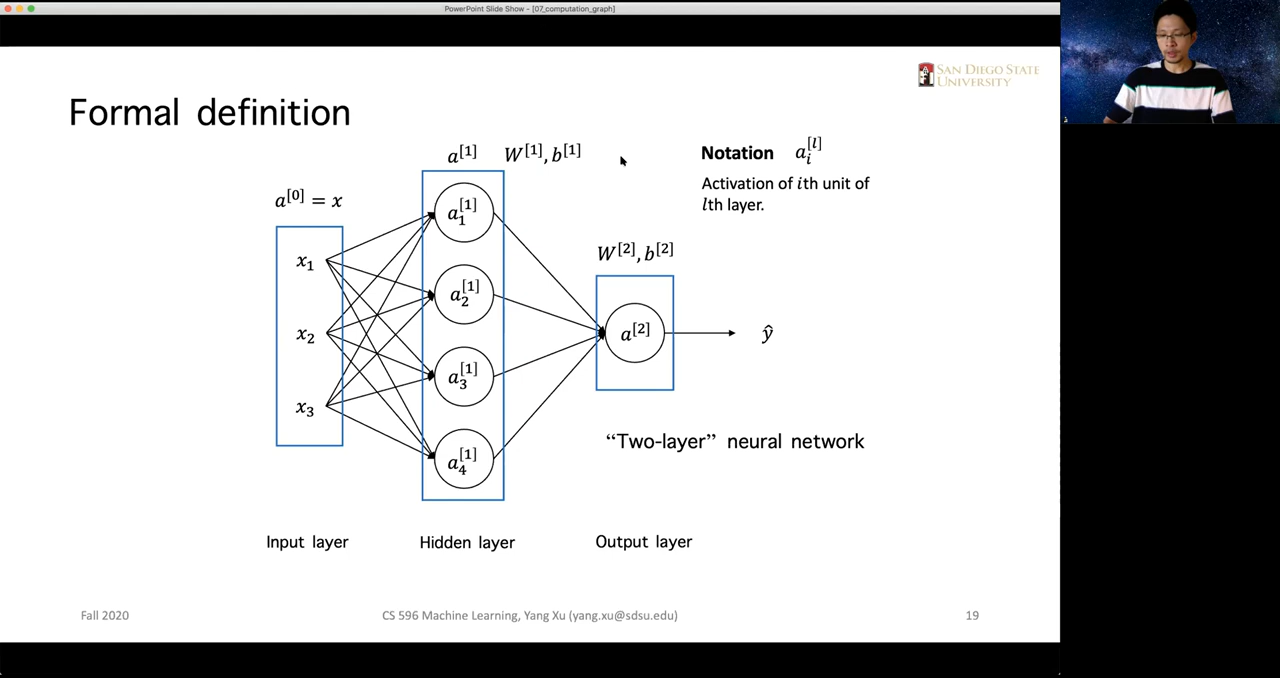 PowerPoint Slide Show - [07_computation_graph]
SAN DIEGO STATE
UNIVERSITY
Formal definition
a^[1] W^[1], b^[1]
Notation a_i^[l]
Activation of ith unit of
lth layer.
a^[0] = x
x_1
x_2
x_3
a_1^[1]
a_2^[1]
a_3^[1]
a_4^[1]
W^[2], b^[2]
a^[2]
ŷ
“Two-layer” neural network
Input layer
Hidden layer
Output layer
Fall 2020
CS 596 Machine Learning, Yang Xu (yang.xu@sdsu.edu)
19